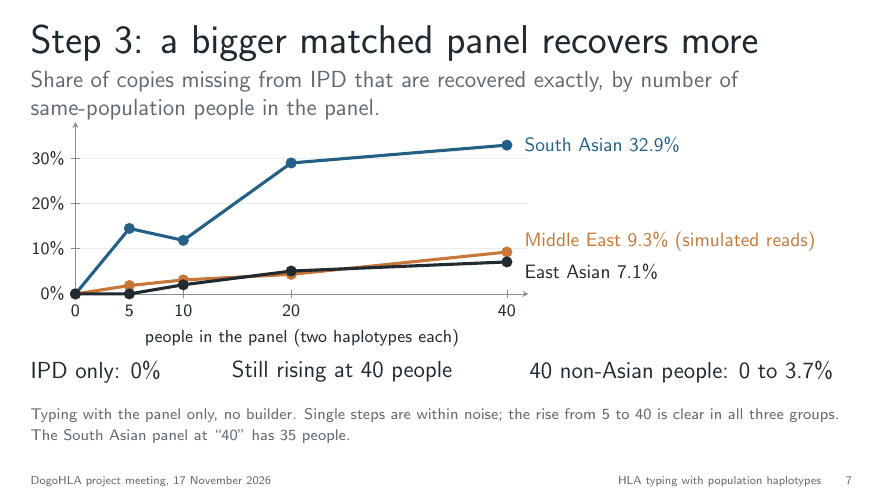 Step 3: a bigger matched panel recovers more
Share of copies missing from IPD that are recovered exactly, by number of
same-population people in the panel.
30%
20%
10%
0%
South Asian 32.9%
Middle East 9.3% (simulated reads)
East Asian 7.1%
0 5 10 20 40
people in the panel (two haplotypes each)
IPD only: 0% Still rising at 40 people 40 non-Asian people: 0 to 3.7%
Typing with the panel only, no builder. Single steps are within noise; the rise from 5 to 40 is clear in all three groups.
The South Asian panel at “40” has 35 people.
DogoHLA project meeting, 17 November 2026 HLA typing with population haplotypes 7